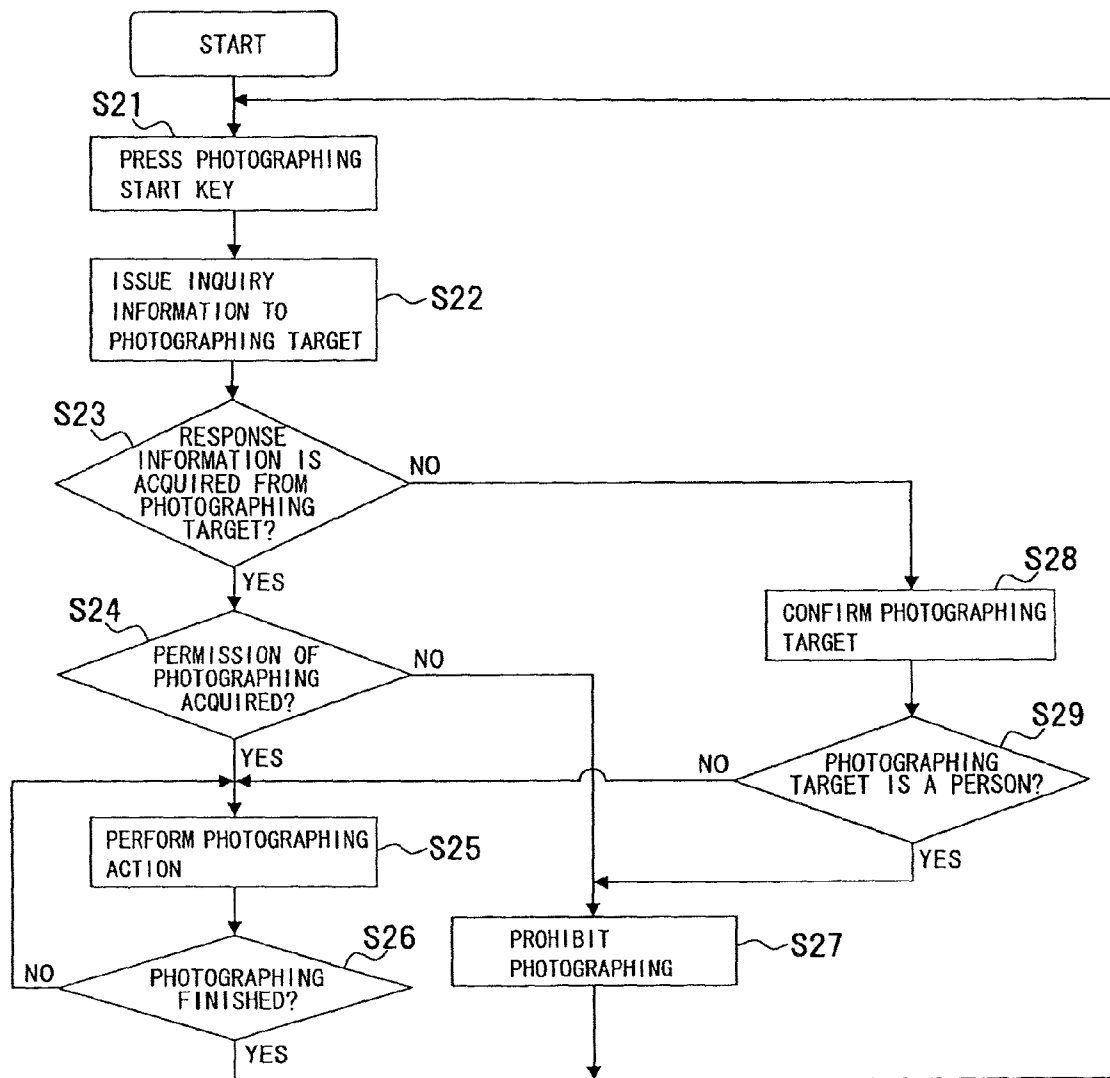 START
S21
PRESS PHOTOGRAPHING
START KEY
ISSUE INQUIRY
INFORMATION TO
PHOTOGRAPHING TARGET
S22
S23
RESPONSE
INFORMATION IS
ACQUIRED FROM
PHOTOGRAPHING
TARGET?
NO
YES
S28
CONFIRM PHOTOGRAPHING
TARGET
S24
PERMISSION OF
PHOTOGRAPHING
ACQUIRED?
NO
YES
S29
PHOTOGRAPHING
TARGET IS A PERSON?
NO
YES
PERFORM PHOTOGRAPHING
ACTION
S25
PROHIBIT
PHOTOGRAPHING
S27
S26
PHOTOGRAPHING
FINISHED?
NO
YES